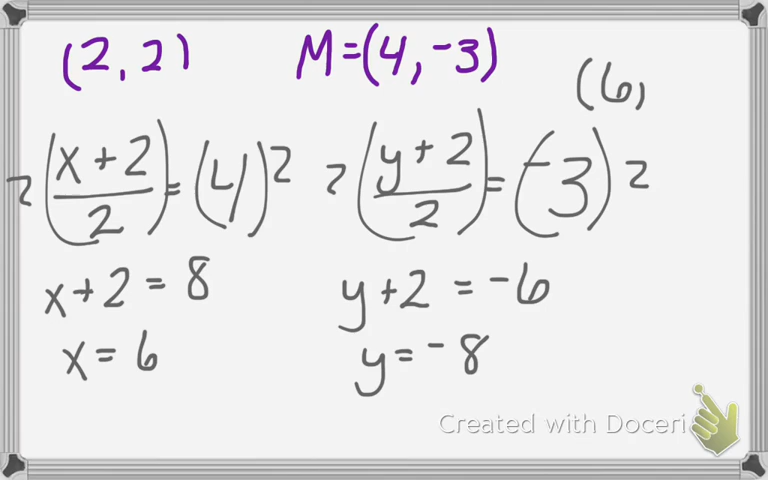 (2, 2) M=(4, -3)
(6,
2((x+2)/2)=(4)2 2((y+2)/2)=(-3)2
x+2=8 y+2=-6
x=6 y=-8
Created with Doceri